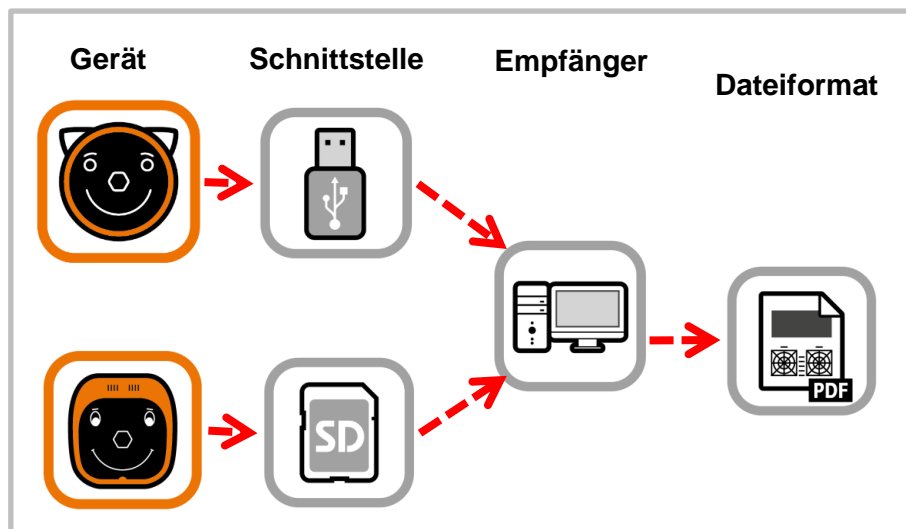 Gerät
Schnittstelle
Empfänger
Dateiformat
SD
PDF